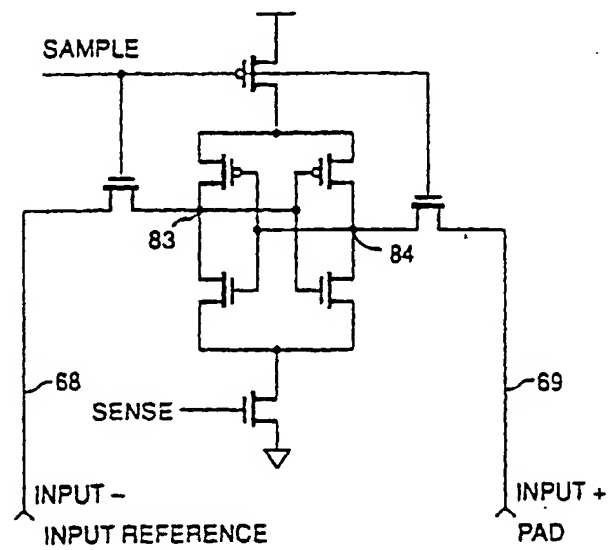 SAMPLE
83
84
68
69
SENSE
INPUT –
INPUT REFERENCE
INPUT +
PAD